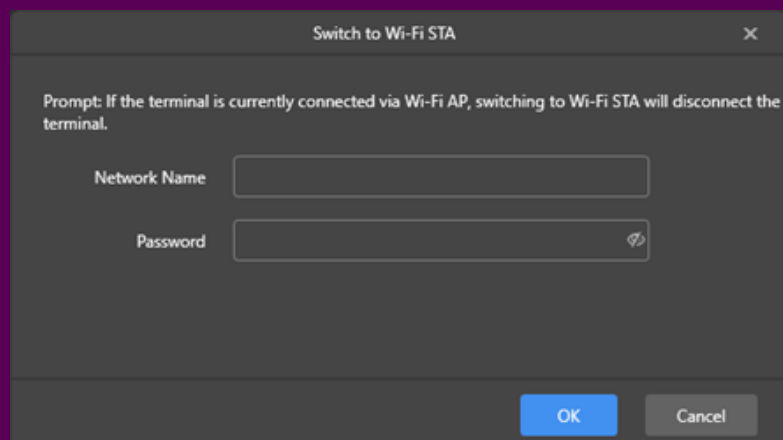 Switch to Wi-Fi STA
Prompt: If the terminal is currently connected via Wi-Fi AP, switching to Wi-Fi STA will disconnect the
terminal.
Network Name
Password
OK
Cancel